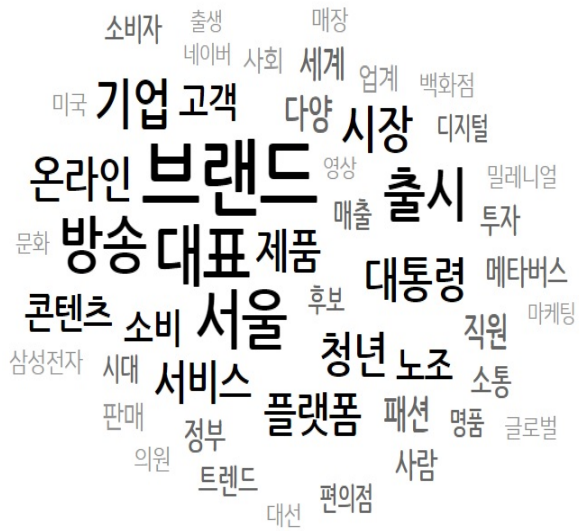 출생
매장
소비자
네이버
사회
세계
업계
백화점
미국
기업
고객
다양
시장
디지털
온라인
브랜드
영상
출시
밀레니얼
매출
투자
문화
방송
대표
제품
대통령
메타버스
콘텐츠
소비
서울
후보
마케팅
직원
삼성전자
시대
서비스
청년
노조
소통
판매
정부
플랫폼
패션
명품
글로벌
의원
트렌드
사람
편의점
대선